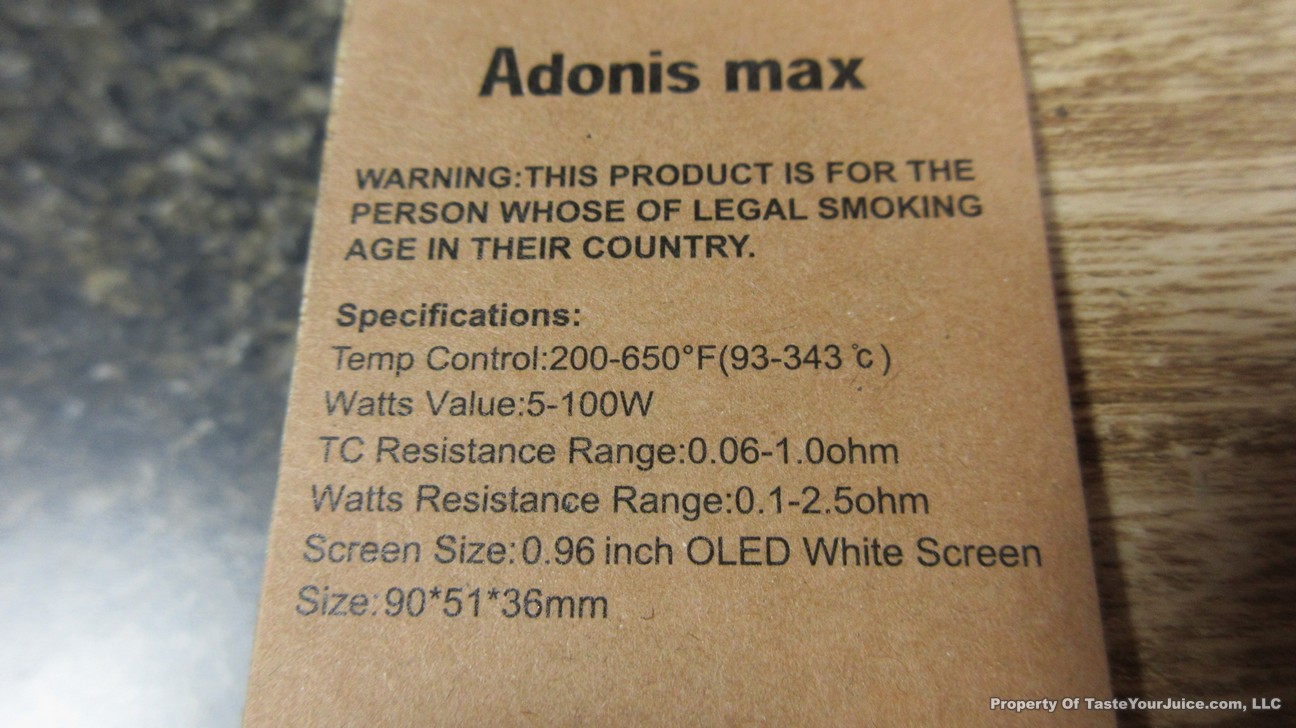 Adonis max
WARNING:THIS PRODUCT IS FOR THE
PERSON WHOSE OF LEGAL SMOKING
AGE IN THEIR COUNTRY.
Specifications:
Temp Control:200-650°F(93-343℃)
Watts Value:5-100W
TC Resistance Range:0.06-1.0ohm
Watts Resistance Range:0.1-2.5ohm
Screen Size:0.96 inch OLED White Screen
Size:90*51*36mm
Property Of TasteYourJuice.com, LLC